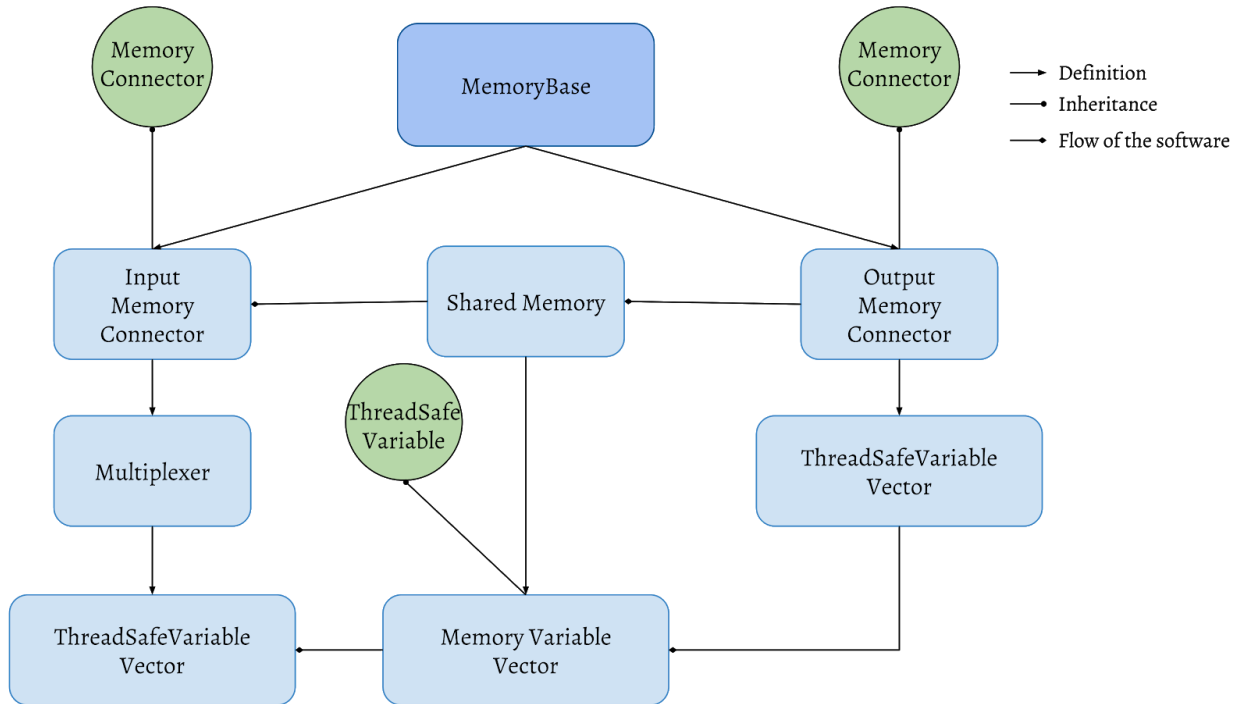 Memory
Connector
MemoryBase
Memory
Connector
Definition
Inheritance
Flow of the software
Input
Memory
Connector
Shared Memory
Output
Memory
Connector
ThreadSafe
Variable
Multiplexer
ThreadSafeVariable
Vector
ThreadSafeVariable
Vector
Memory Variable
Vector